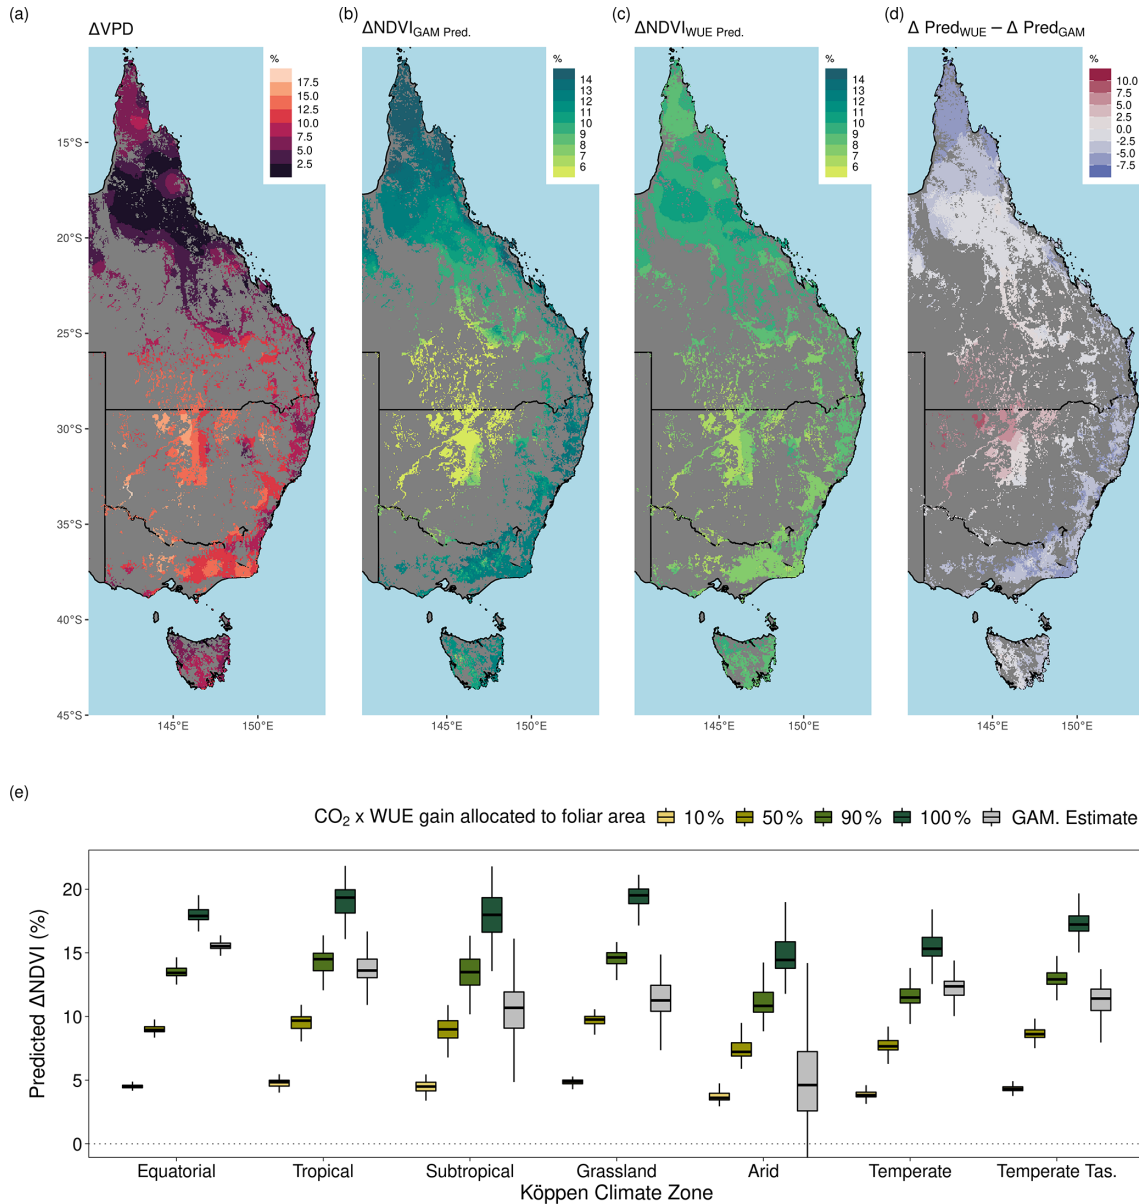 (a)
ΔVPD
%
17.5
15.0
12.5
10.0
7.5
5.0
2.5
15°S
20°S
25°S
30°S
35°S
40°S
45°S
145°E 150°E
(b)
ΔNDVI_GAM Pred.
%
14
13
12
11
10
9
8
7
6
145°E 150°E
(c)
ΔNDVI_WUE Pred.
%
14
13
12
11
10
9
8
7
6
145°E 150°E
(d)
Δ Pred_WUE − Δ Pred_GAM
%
10.0
7.5
5.0
2.5
0.0
-2.5
-5.0
-7.5
145°E 150°E
(e)
CO₂ x WUE gain allocated to foliar area 10 % 50 % 90 % 100 % GAM. Estimate
Predicted ΔNDVI (%)
20
15
10
5
0
Equatorial Tropical Subtropical Grassland Arid Temperate Temperate Tas.
Köppen Climate Zone